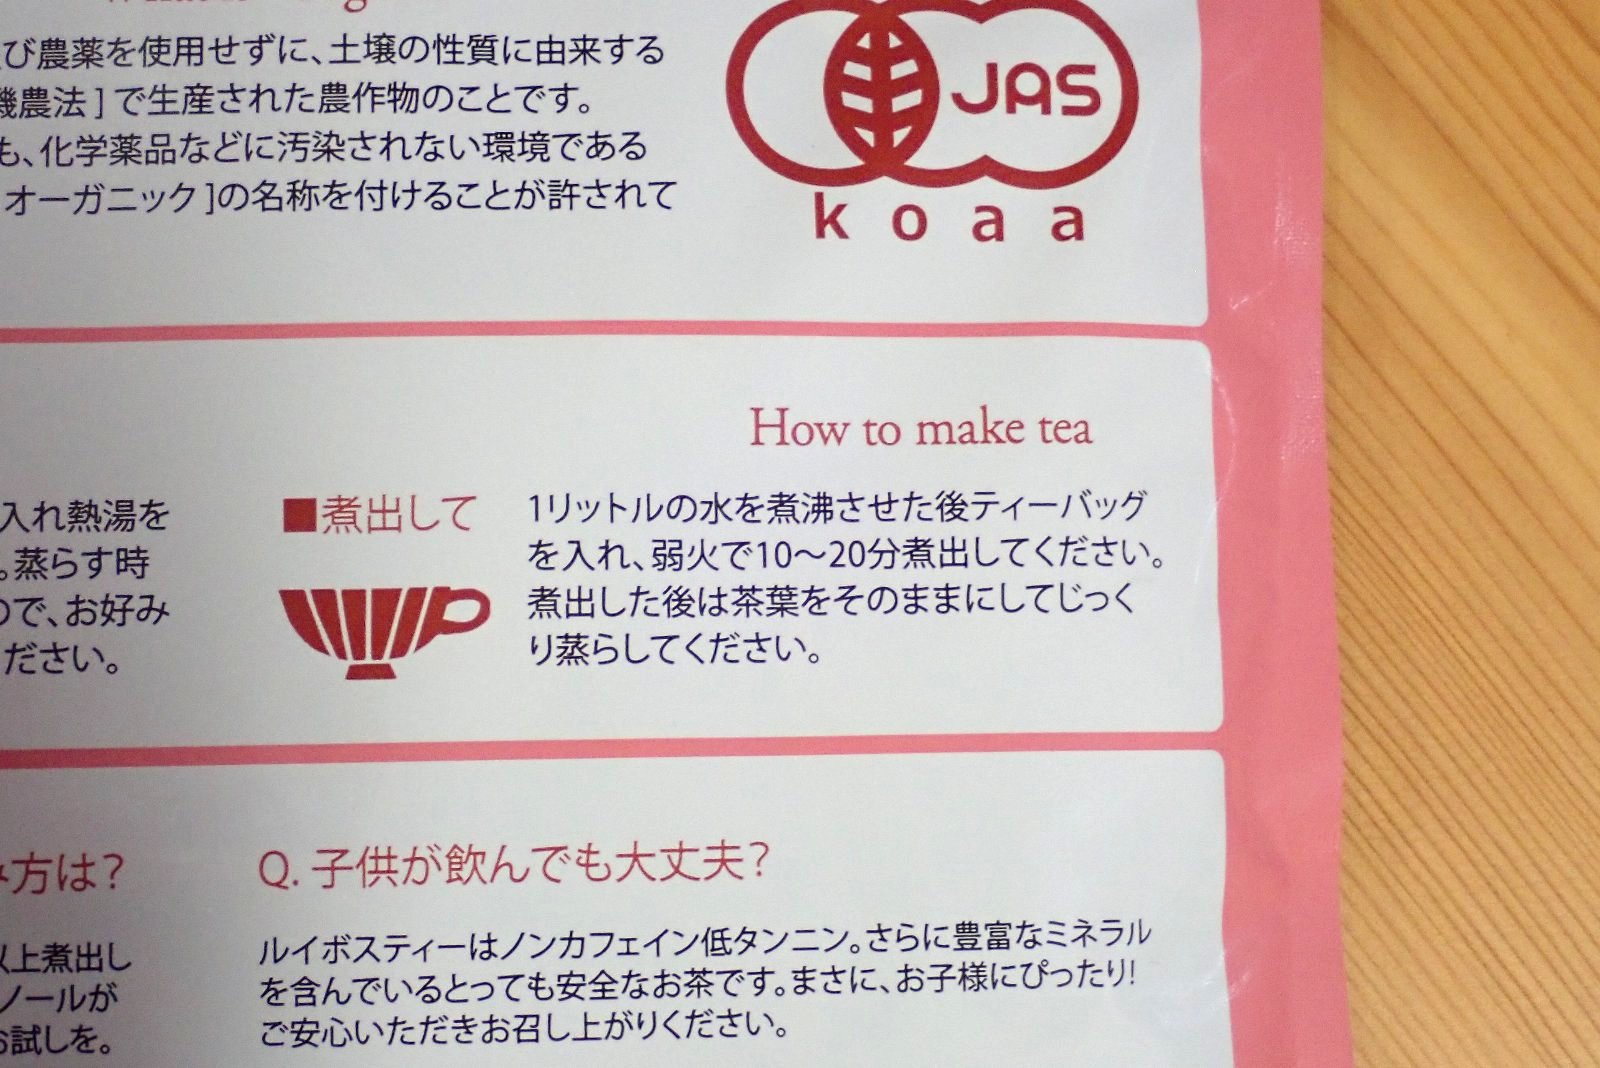 び農薬を使用せずに、土壌の性質に由来する
機農法]で生産された農作物のことです。
も、化学薬品などに汚染されない環境である
オーガニック]の名称を付けることが許されて
JAS
koaa
How to make tea
入れ熱湯を
。蒸らす時
ので、お好み
ださい。
■煮出して
1リットルの水を煮沸させた後ティーバッグ
を入れ、弱火で10〜20分煮出してください。
煮出した後は茶葉をそのままにしてじっく
り蒸らしてください。
み方は?
以上煮出し
ノールが
お試しを。
Q. 子供が飲んでも大丈夫?
ルイボスティーはノンカフェイン低タンニン。さらに豊富なミネラル
を含んでいるとっても安全なお茶です。まさに、お子様にぴったり!
ご安心いただきお召し上がりください。